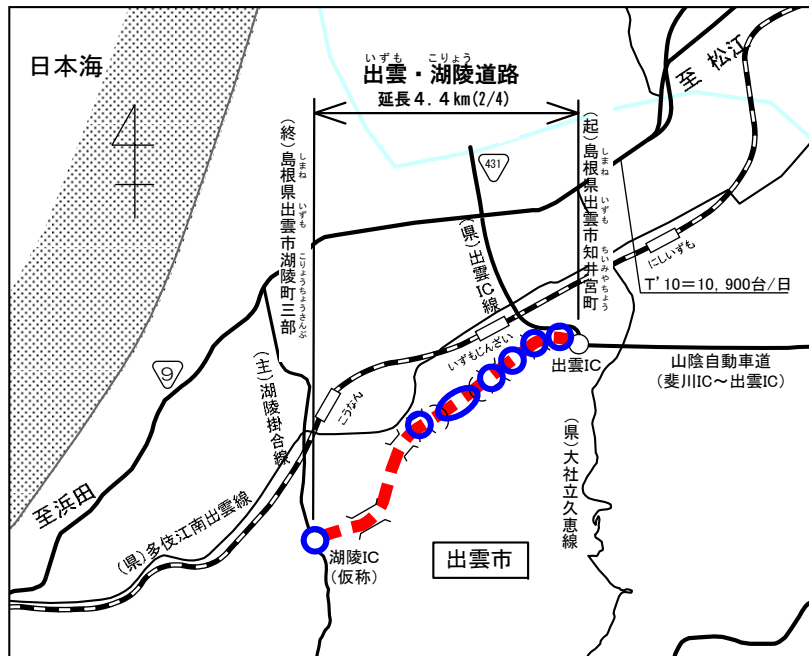 日本海
いずも こりょう
出雲・湖陵道路
延長4.4km(2/4)
至 松江
(終)島根県出雲市湖陵町三部
しまね いずも こりょうちょうさんぶ
(起)島根県出雲市知井宮町
しまね いずも ちいみやちょう
431
(県)出雲IC線
にしいずも
T'10=10,900台/日
いずもじんざい
出雲IC
山陰自動車道
(斐川IC~出雲IC)
9
(主)湖陵掛合線
こうなん
(県)大社立久恵線
至浜田
(県)多伎江南出雲線
湖陵IC
(仮称)
出雲市